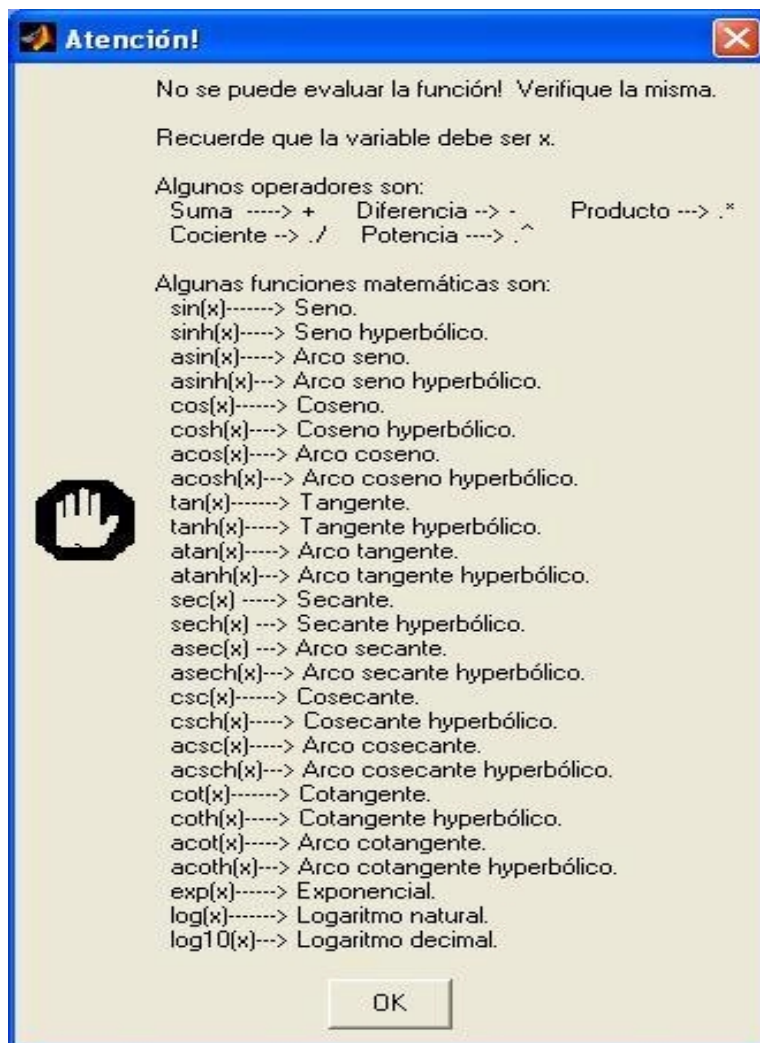 Atención!
No se puede evaluar la función! Verifique la misma.
Recuerde que la variable debe ser x.
Algunos operadores son:
Suma -----> + Diferencia --> - Producto ---> .*
Cociente --> ./ Potencia ----> .^
Algunas funciones matemáticas son:
sin(x)-------> Seno.
sinh(x)-----> Seno hyperbólico.
asin(x)-----> Arco seno.
asinh(x)---> Arco seno hyperbólico.
cos(x)------> Coseno.
cosh(x)----> Coseno hyperbólico.
acos(x)----> Arco coseno.
acosh(x)---> Arco coseno hyperbólico.
tan(x)-------> Tangente.
tanh(x)-----> Tangente hyperbólico.
atan(x)-----> Arco tangente.
atanh(x)---> Arco tangente hyperbólico.
sec(x) -----> Secante.
sech(x) ---> Secante hyperbólico.
asec(x) ---> Arco secante.
asech(x)---> Arco secante hyperbólico.
csc(x)------> Cosecante.
csch(x)----> Cosecante hyperbólico.
acsc(x)----> Arco cosecante.
acsch(x)---> Arco cosecante hyperbólico.
cot(x)-------> Cotangente.
coth(x)----> Cotangente hyperbólico.
acot(x)----> Arco cotangente.
acoth(x)---> Arco cotangente hyperbólico.
exp(x)------> Exponencial.
log(x)-------> Logaritmo natural.
log10(x)---> Logaritmo decimal.
OK